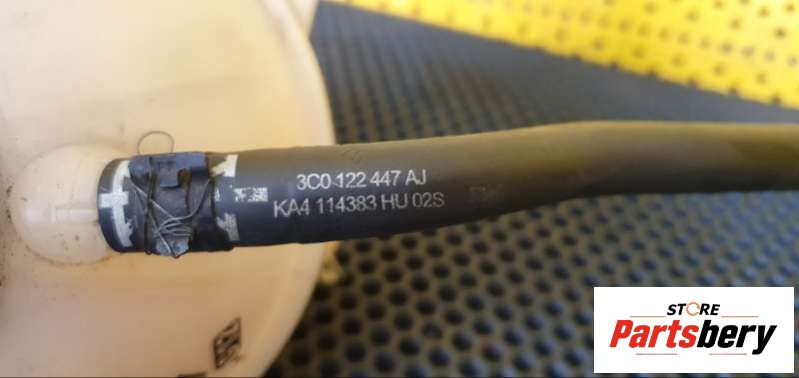 3C0 122 447 AJ
KA4 114383 HU 02S
STORE
Partsbery